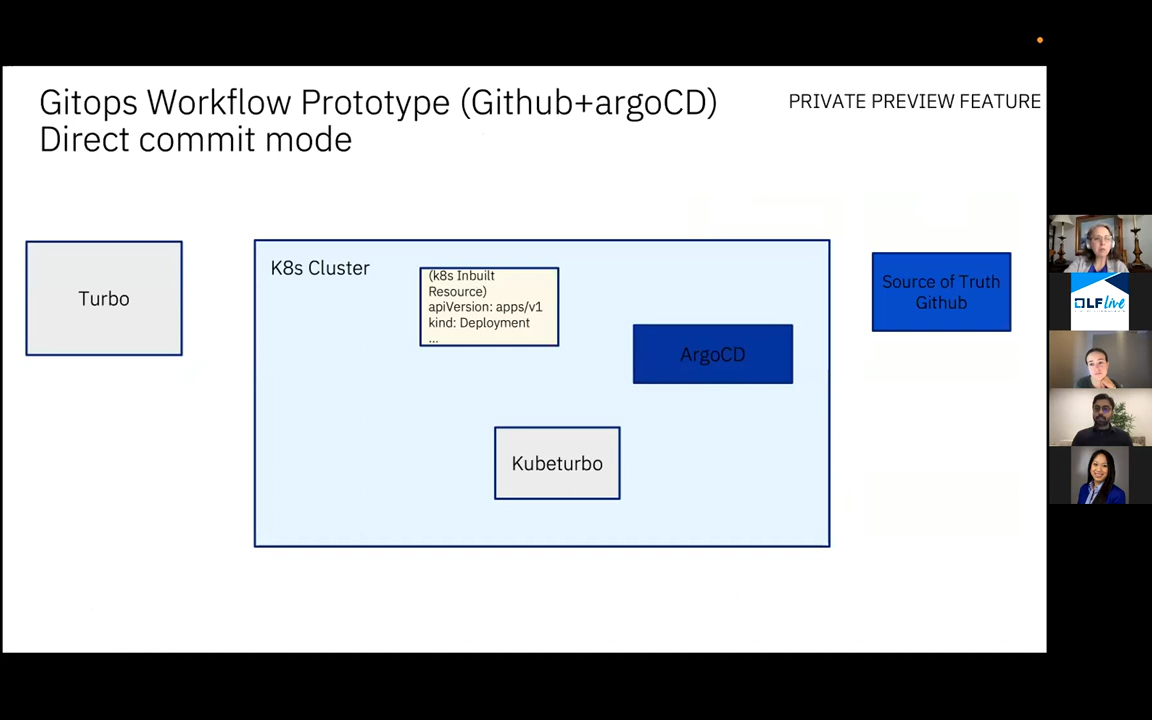 Gitops Workflow Prototype (Github+argoCD)
Direct commit mode
PRIVATE PREVIEW FEATURE
Turbo
K8s Cluster
(k8s Inbuilt
Resource)
apiVersion: apps/v1
kind: Deployment
...
ArgoCD
Kubeturbo
Source of Truth
Github
LF Live